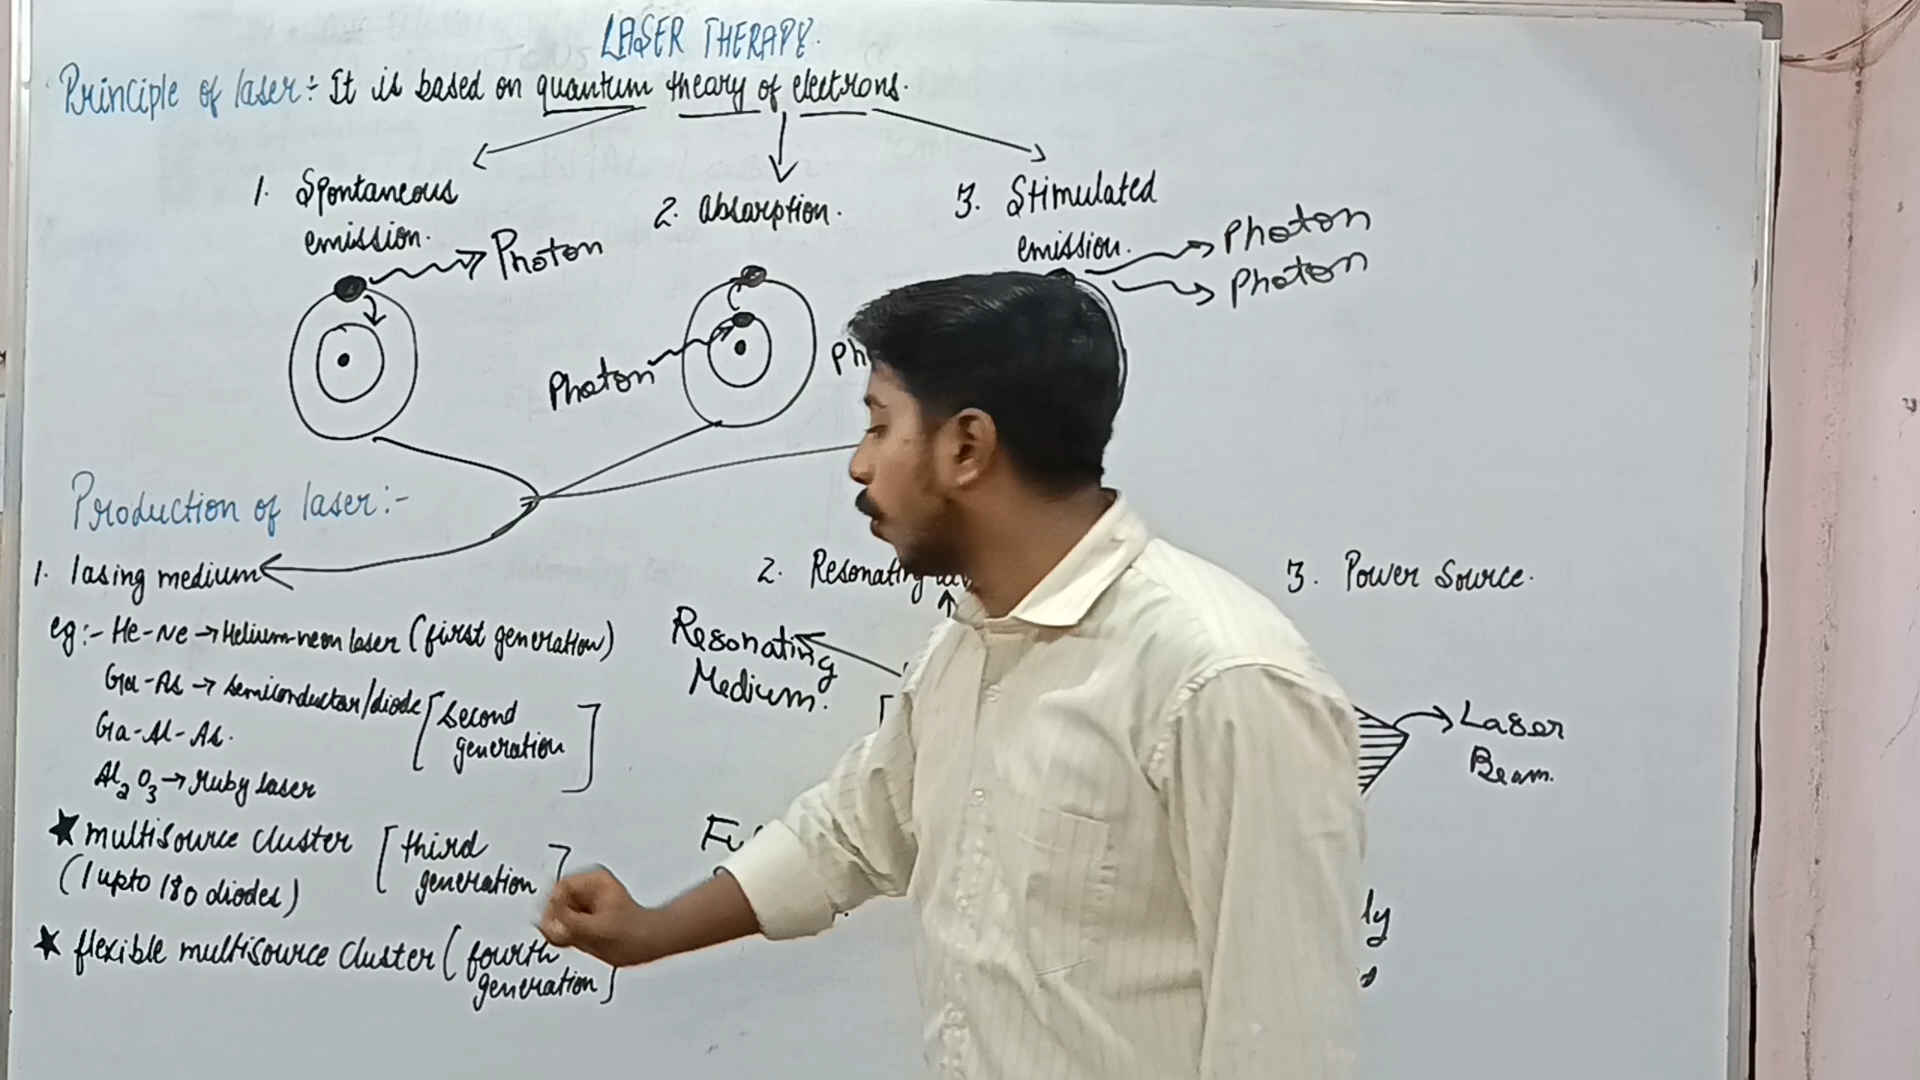 LASER THERAPY.
Principle of laser:- It is based on quantum theory of electrons.
1. Spontaneous
emission.
Photon
2. Absorption.
Photon
3. Stimulated
emission.
Photon
Photon
Production of laser:-
1. lasing medium
eg:- He-Ne → Helium-neon laser (first generation)
Ga-As → semiconductor/diode
Ga-Al-As.
[second
generation]
Al2O3 → Ruby laser
★ multisource cluster
(1 upto 180 diodes)
[third
generation]
★ flexible multisource cluster (fourth
generation)
2. Resonating
Resonating
Medium.
3. Power Source.
Laser
Beam.